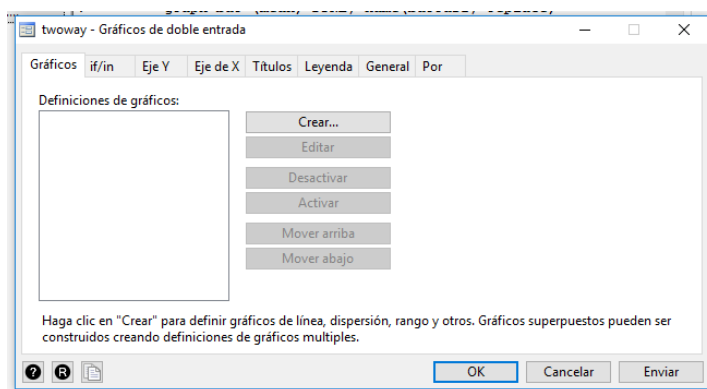 twoway - Gráficos de doble entrada
Gráficos if/in Eje Y Eje de X Títulos Leyenda General Por
Definiciones de gráficos:
Crear...
Editar
Desactivar
Activar
Mover arriba
Mover abajo
Haga clic en "Crear" para definir gráficos de línea, dispersión, rango y otros. Gráficos superpuestos pueden ser
construidos creando definiciones de gráficos multiples.
? R OK Cancelar Enviar